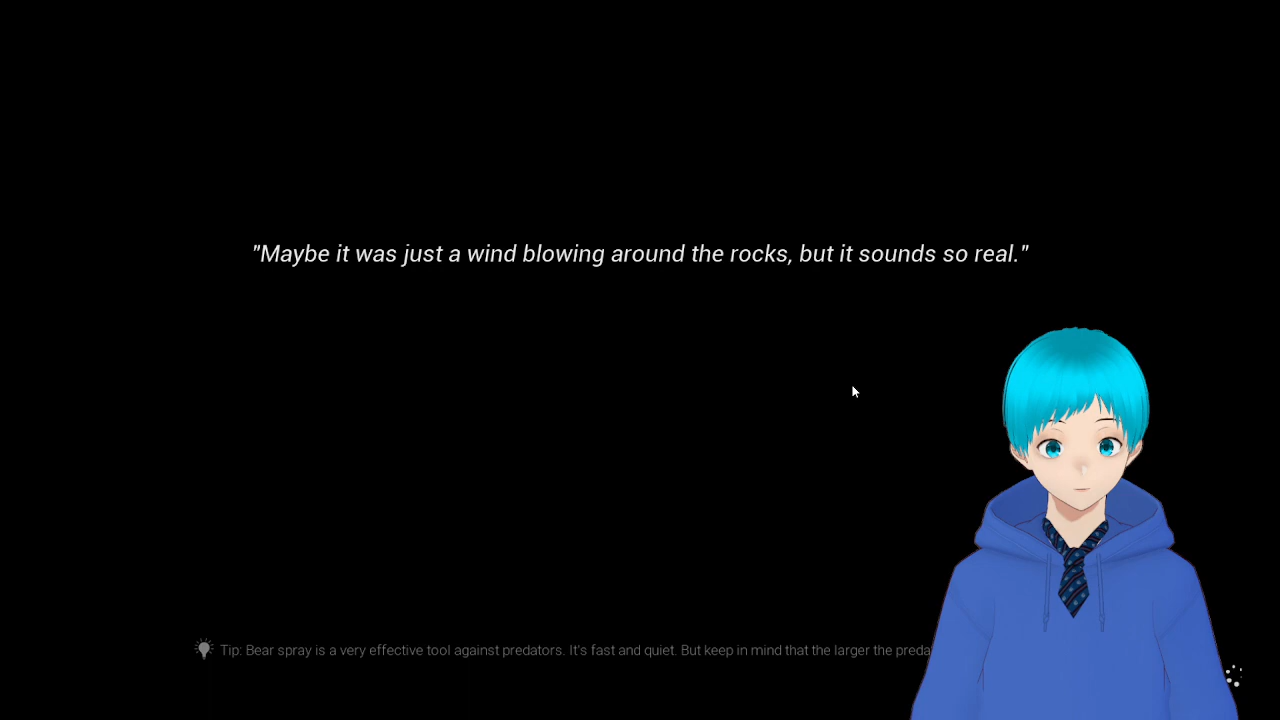 "Maybe it was just a wind blowing around the rocks, but it sounds so real."
Tip: Bear spray is a very effective tool against predators. It's fast and quiet. But keep in mind that the larger the